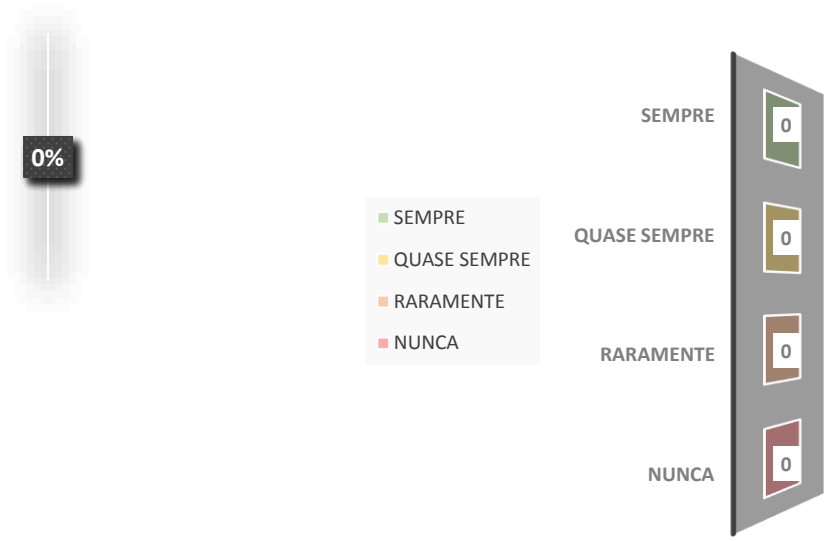 0%
SEMPRE
QUASE SEMPRE
RARAMENTE
NUNCA
SEMPRE 0
QUASE SEMPRE 0
RARAMENTE 0
NUNCA 0